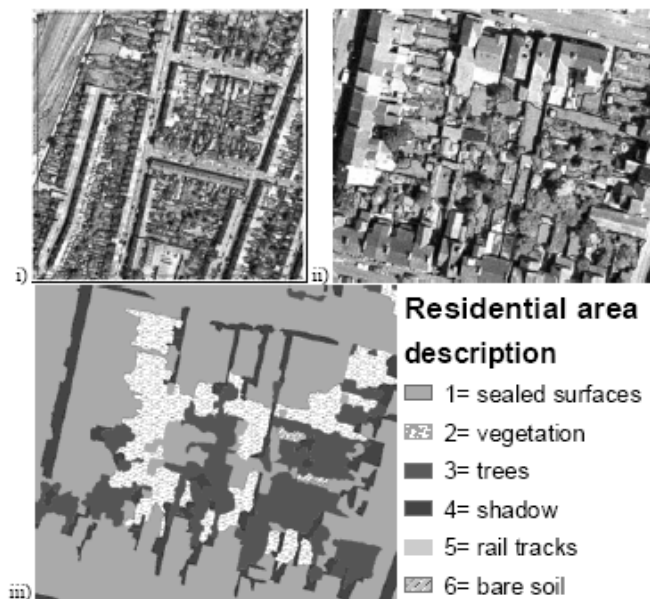 i)
ii)
iii)
Residential area
description
1= sealed surfaces
2= vegetation
3= trees
4= shadow
5= rail tracks
6= bare soil